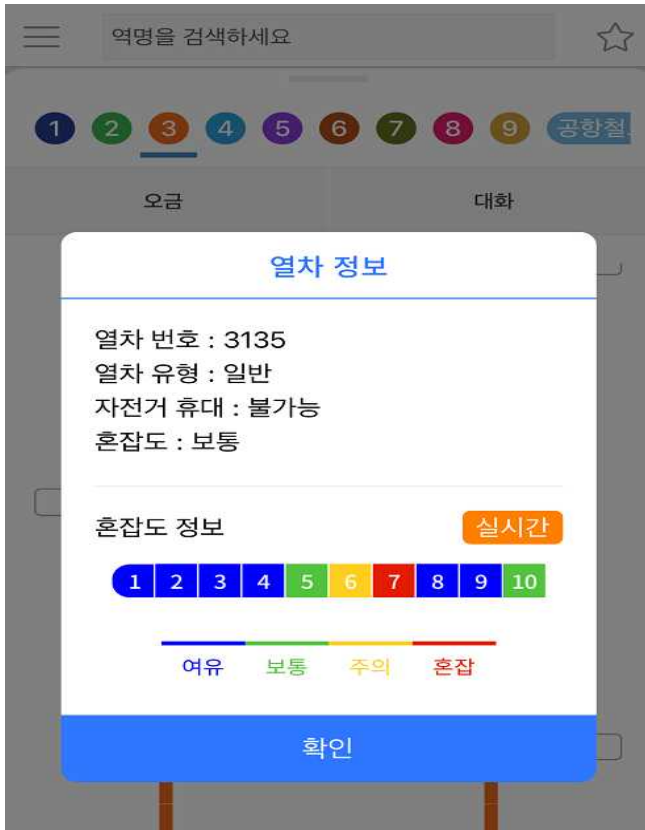 역명을 검색하세요
1 2 3 4 5 6 7 8 9 공항철..
오금 대화
열차 정보
열차 번호 : 3135
열차 유형 : 일반
자전거 휴대 : 불가능
혼잡도 : 보통
혼잡도 정보 실시간
1 2 3 4 5 6 7 8 9 10
여유 보통 주의 혼잡
확인